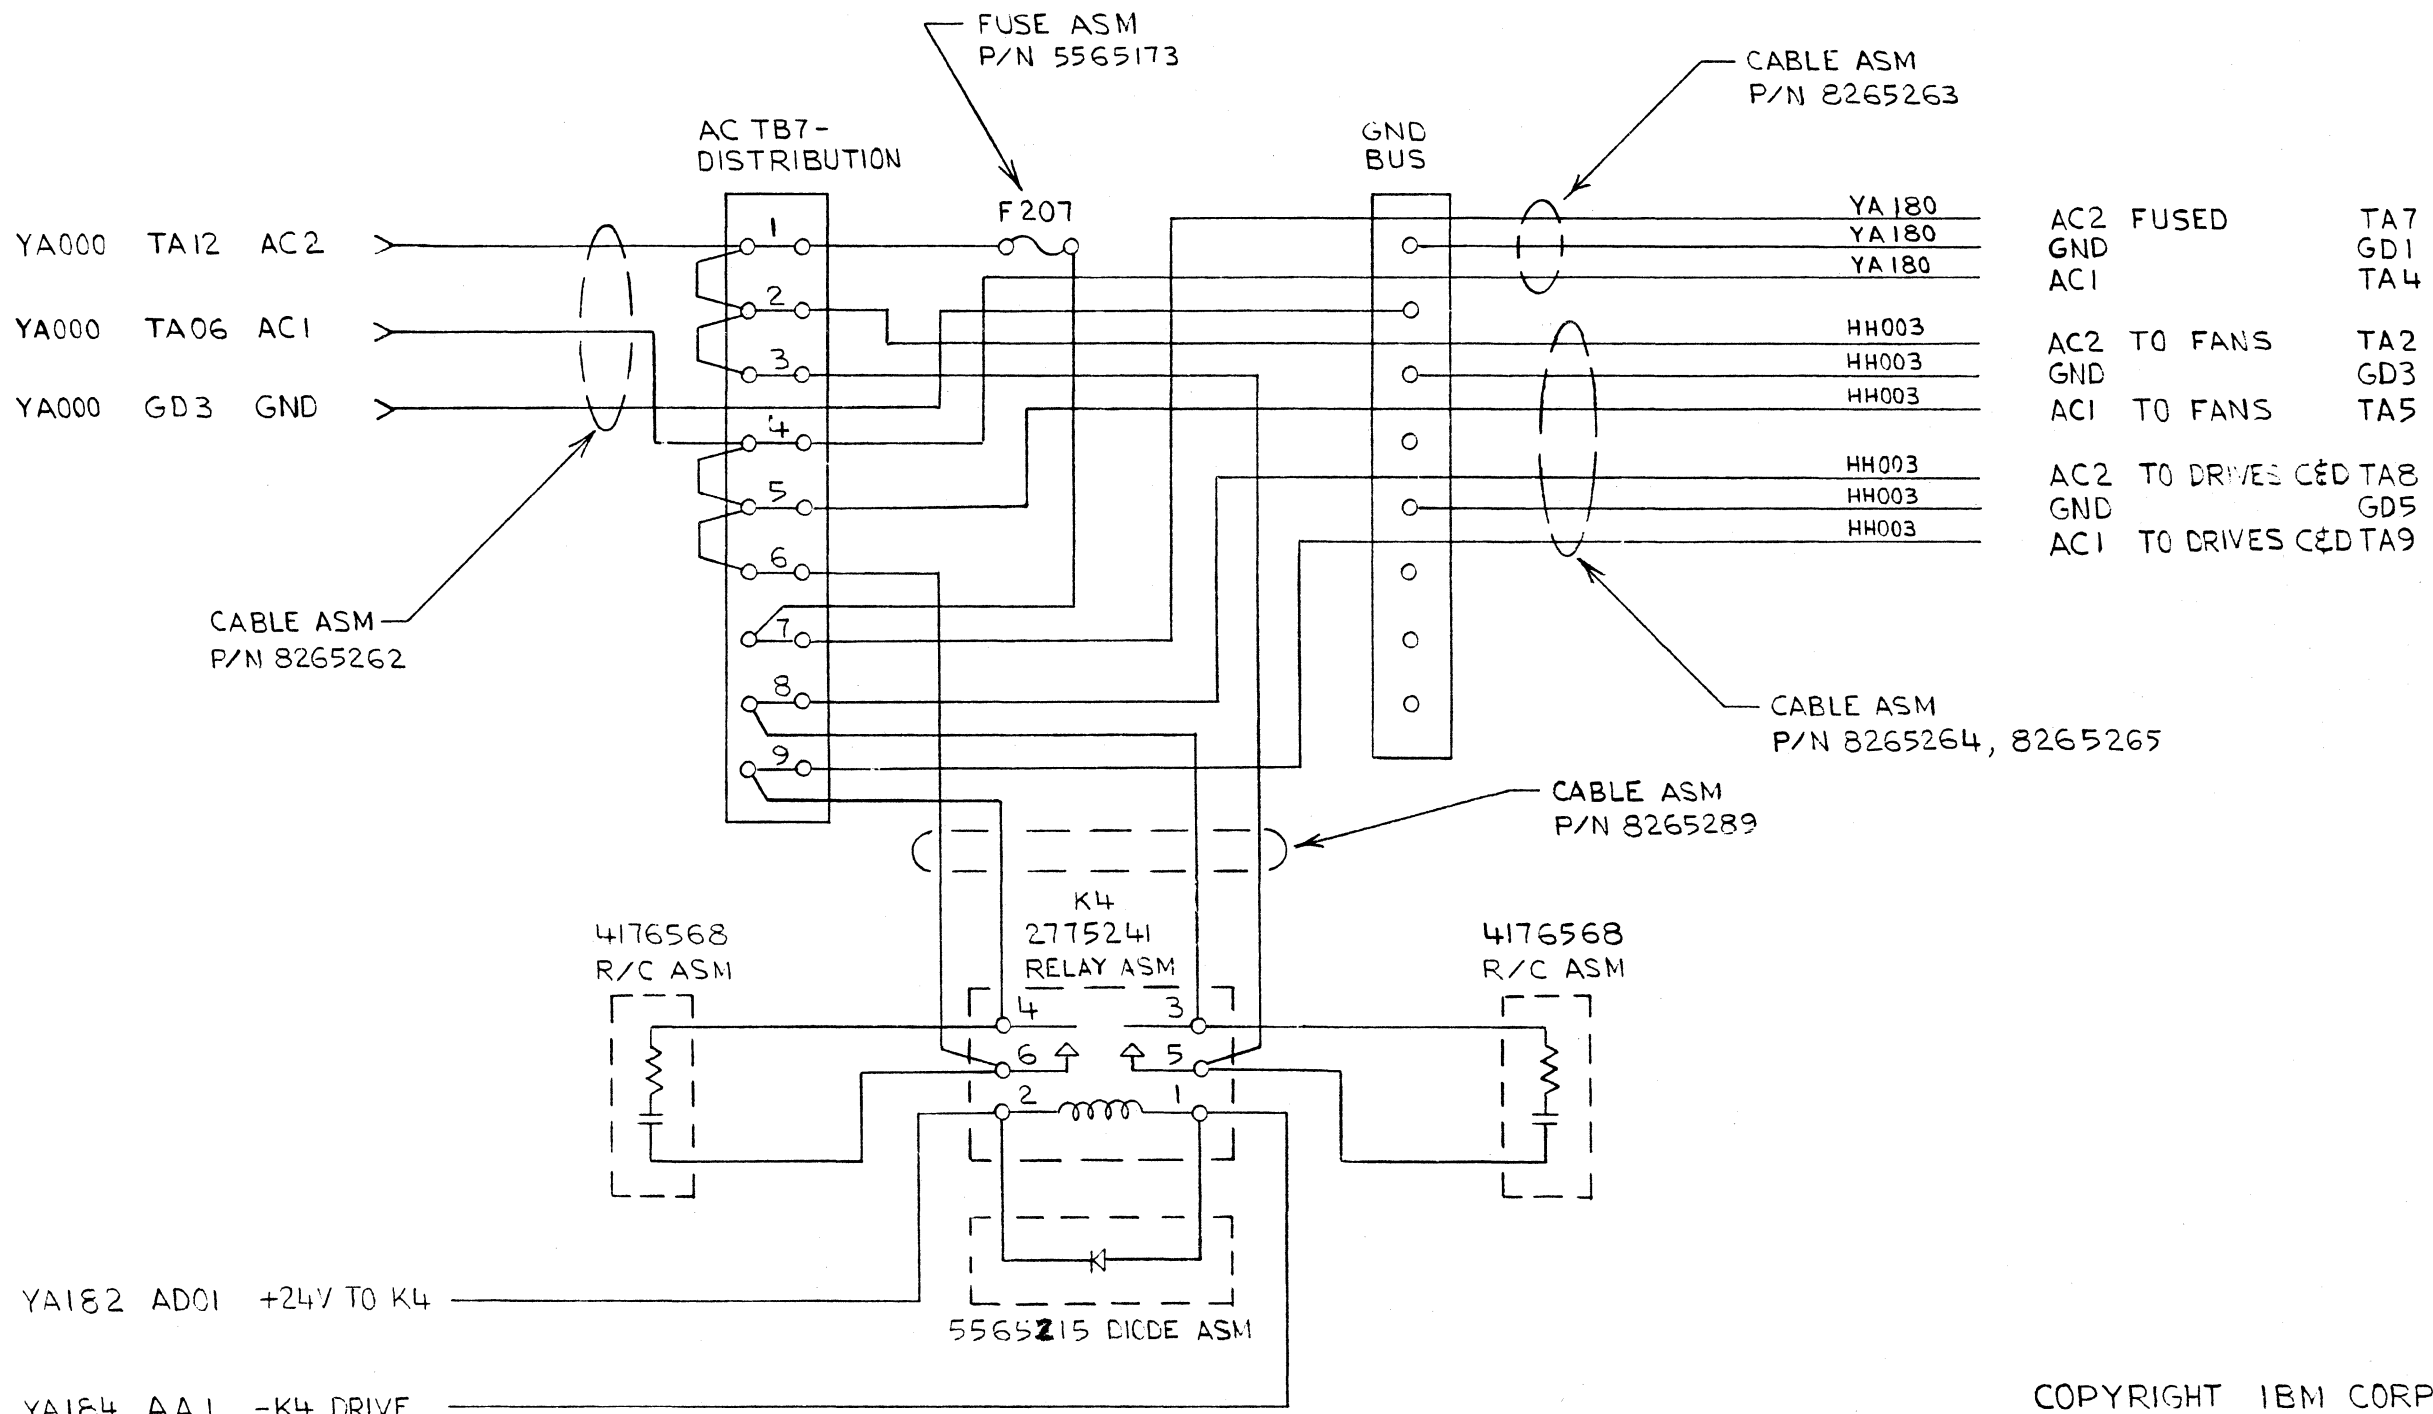 FUSE ASM
P/N 5565173
CABLE ASM
P/N 8265263
AC TB7-
DISTRIBUTION
GND
BUS
F207
YA000 TA12 AC2
YA000 TA06 AC1
YA000 GD3 GND
1
2
3
4
5
6
7
8
9
YA180 AC2 FUSED TA7
YA180 GND GD1
YA180 AC1 TA4
HH003 AC2 TO FANS TA2
HH003 GND GD3
HH003 AC1 TO FANS TA5
HH003 AC2 TO DRIVES C&D TA8
HH003 GND GD5
HH003 AC1 TO DRIVES C&D TA9
CABLE ASM
P/N 8265262
CABLE ASM
P/N 8265264, 8265265
CABLE ASM
P/N 8265289
K4
2775241
RELAY ASM
4176568
R/C ASM
4176568
R/C ASM
4 3
6 5
2 1
YA182 AD01 +24V TO K4
5565215 DIODE ASM
YA184 AA1 -K4 DRIVE
COPYRIGHT IBM CORP